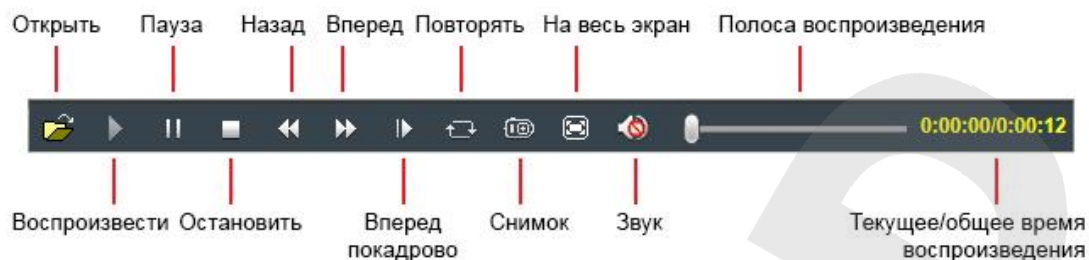 Открыть Пауза Назад Вперед Повторять На весь экран Полоса воспроизведения
0:00:00/0:00:12
Воспроизвести Остановить Вперед покадрово Снимок Звук Текущее/общее время воспроизведения